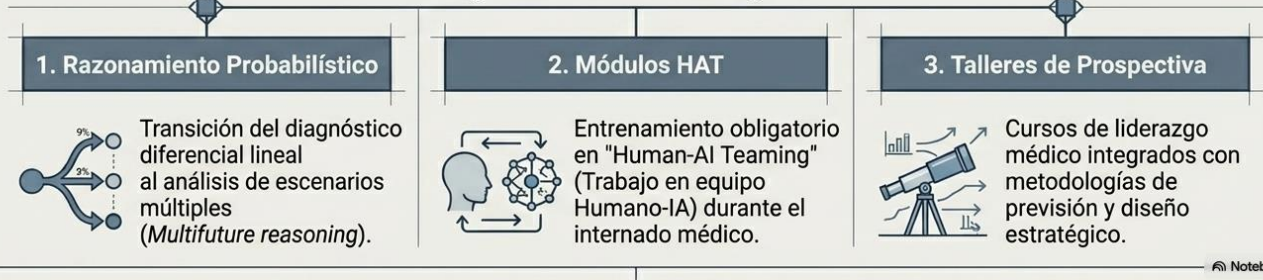 1. Razonamiento Probabilístico
9%
3%
Transición del diagnóstico
diferencial lineal
al análisis de escenarios
múltiples
(Multifuture reasoning).
2. Módulos HAT
Entrenamiento obligatorio
en "Human-AI Teaming"
(Trabajo en equipo
Humano-IA) durante el
internado médico.
3. Talleres de Prospectiva
Cursos de liderazgo
médico integrados con
metodologías de
previsión y diseño
estratégico.